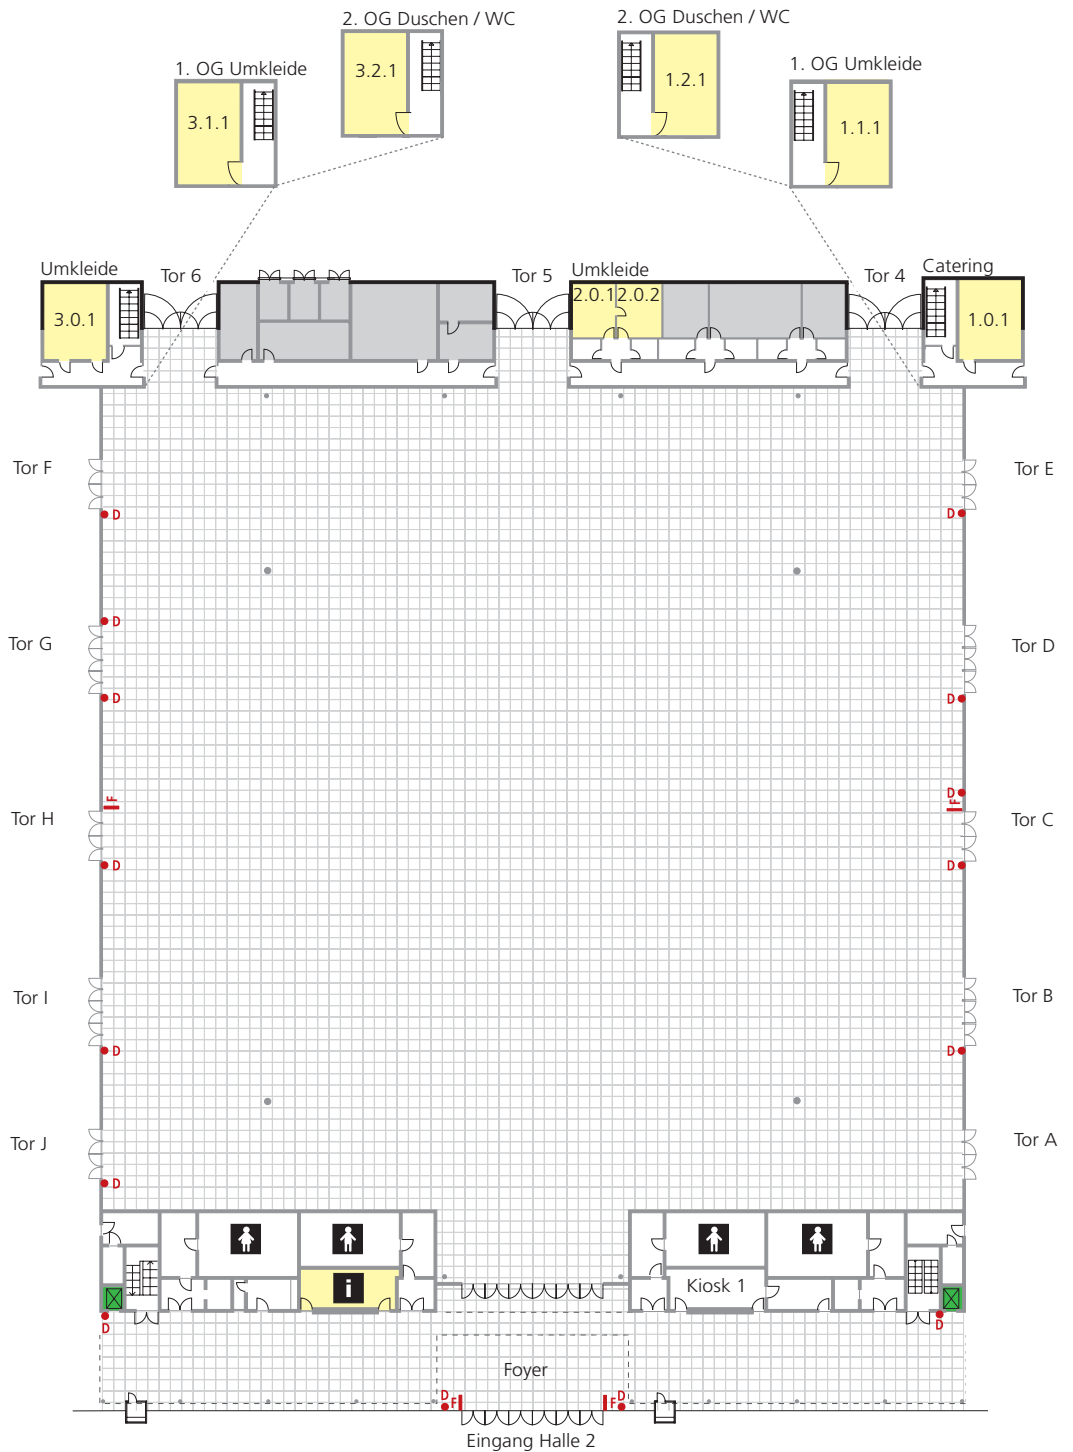 2. OG Duschen / WC
2. OG Duschen / WC
1. OG Umkleide
1. OG Umkleide
3.2.1
1.2.1
3.1.1
1.1.1
Umkleide
Tor 6
Tor 5
Umkleide
Tor 4
Catering
3.0.1
2.0.1
2.0.2
1.0.1
Tor F
Tor E
D
D
D
Tor G
Tor D
D
D
D
F
F
Tor H
Tor C
D
D
Tor I
Tor B
D
D
Tor J
Tor A
D
i
Kiosk 1
D
D
Foyer
D
F
F
D
Eingang Halle 2